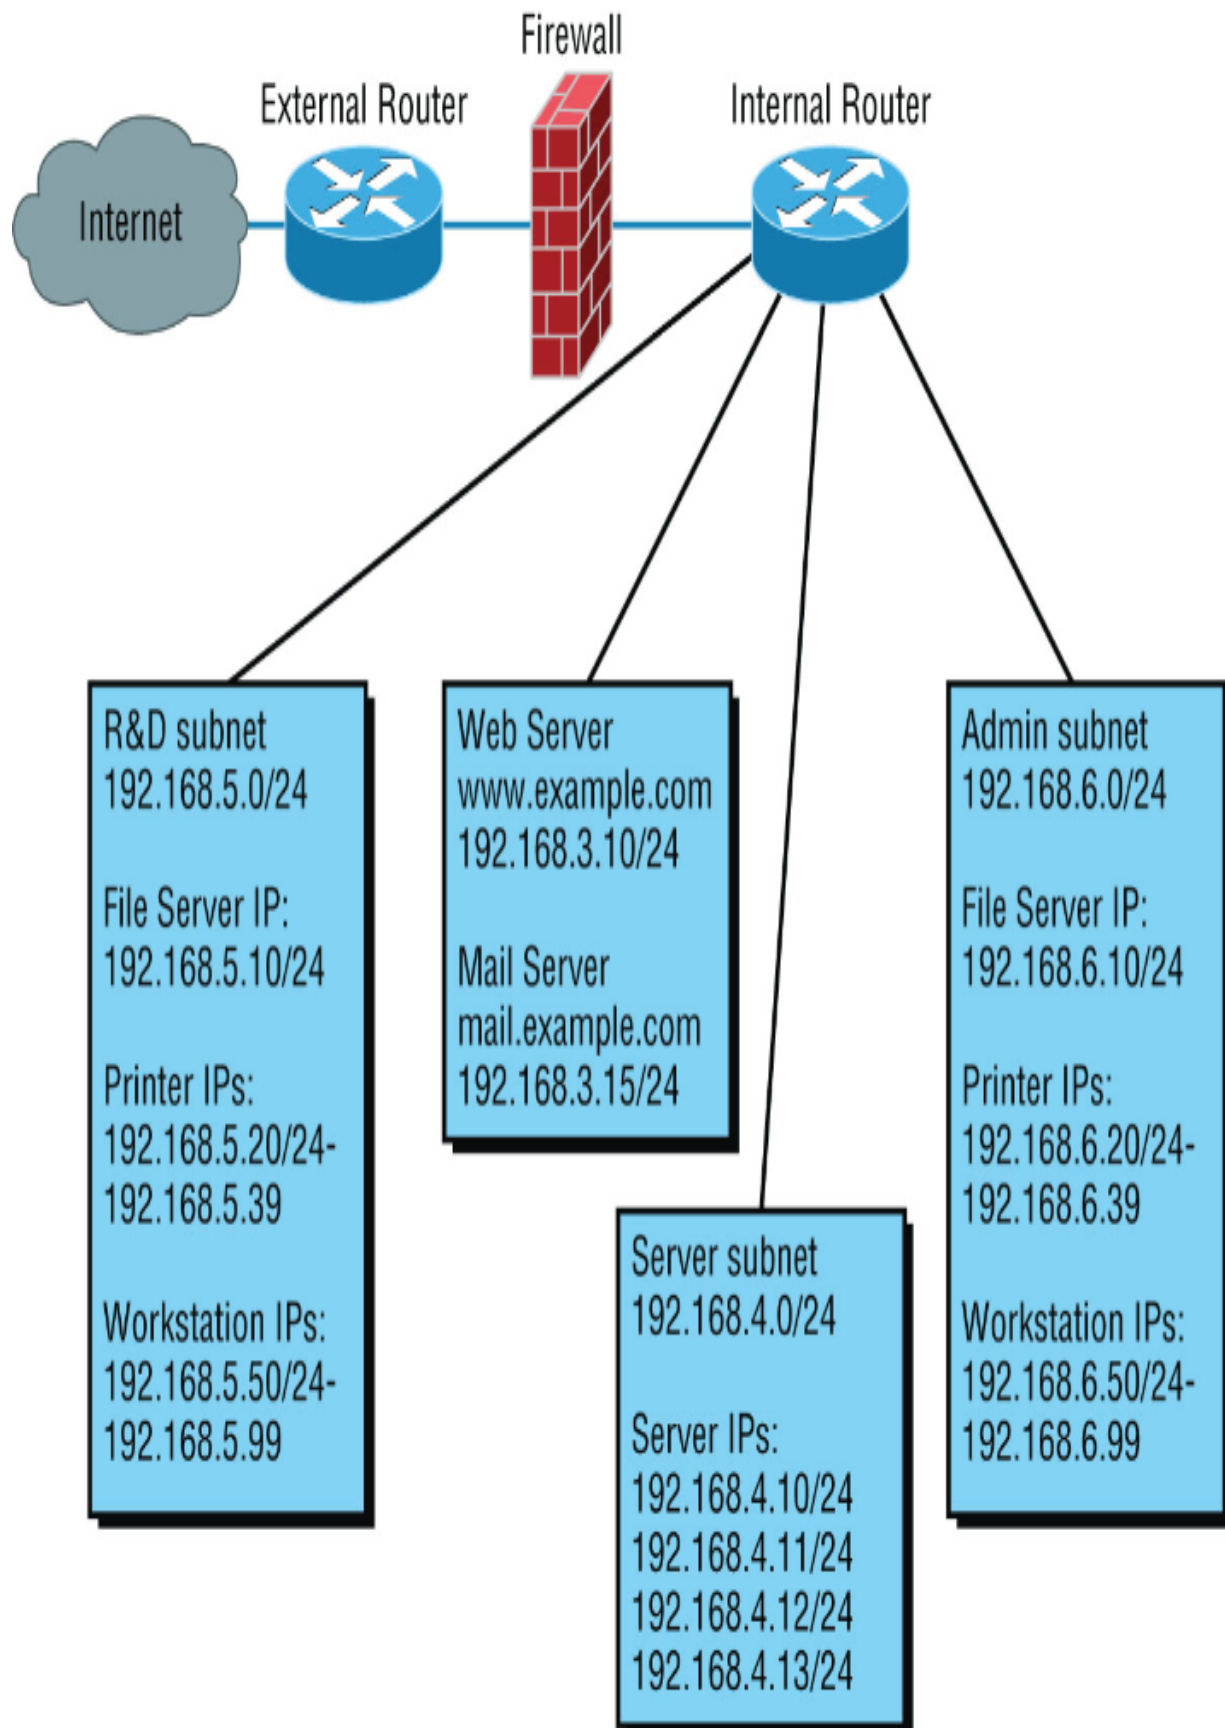 Firewall
External Router
Internal Router
Internet
R&D subnet
192.168.5.0/24
File Server IP:
192.168.5.10/24
Printer IPs:
192.168.5.20/24-
192.168.5.39
Workstation IPs:
192.168.5.50/24-
192.168.5.99
Web Server
www.example.com
192.168.3.10/24
Mail Server
mail.example.com
192.168.3.15/24
Server subnet
192.168.4.0/24
Server IPs:
192.168.4.10/24
192.168.4.11/24
192.168.4.12/24
192.168.4.13/24
Admin subnet
192.168.6.0/24
File Server IP:
192.168.6.10/24
Printer IPs:
192.168.6.20/24-
192.168.6.39
Workstation IPs:
192.168.6.50/24-
192.168.6.99